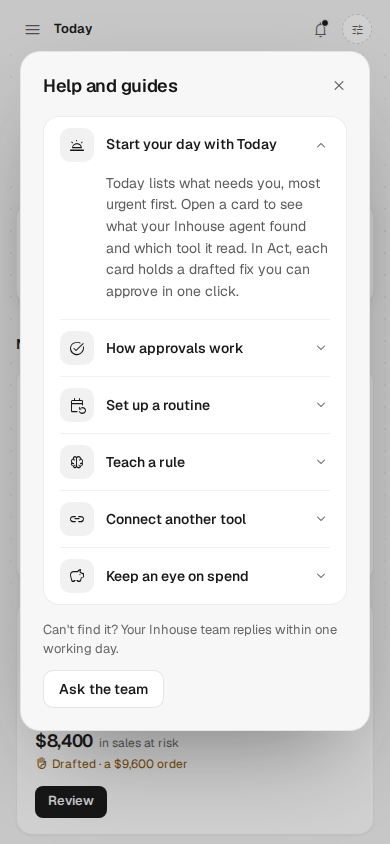 Today
Help and guides
Start your day with Today
Today lists what needs you, most
urgent first. Open a card to see
what your Inhouse agent found
and which tool it read. In Act, each
card holds a drafted fix you can
approve in one click.
How approvals work
Set up a routine
Teach a rule
Connect another tool
Keep an eye on spend
Can't find it? Your Inhouse team replies within one
working day.
Ask the team
$8,400 in sales at risk
Drafted · a $9,600 order
Review